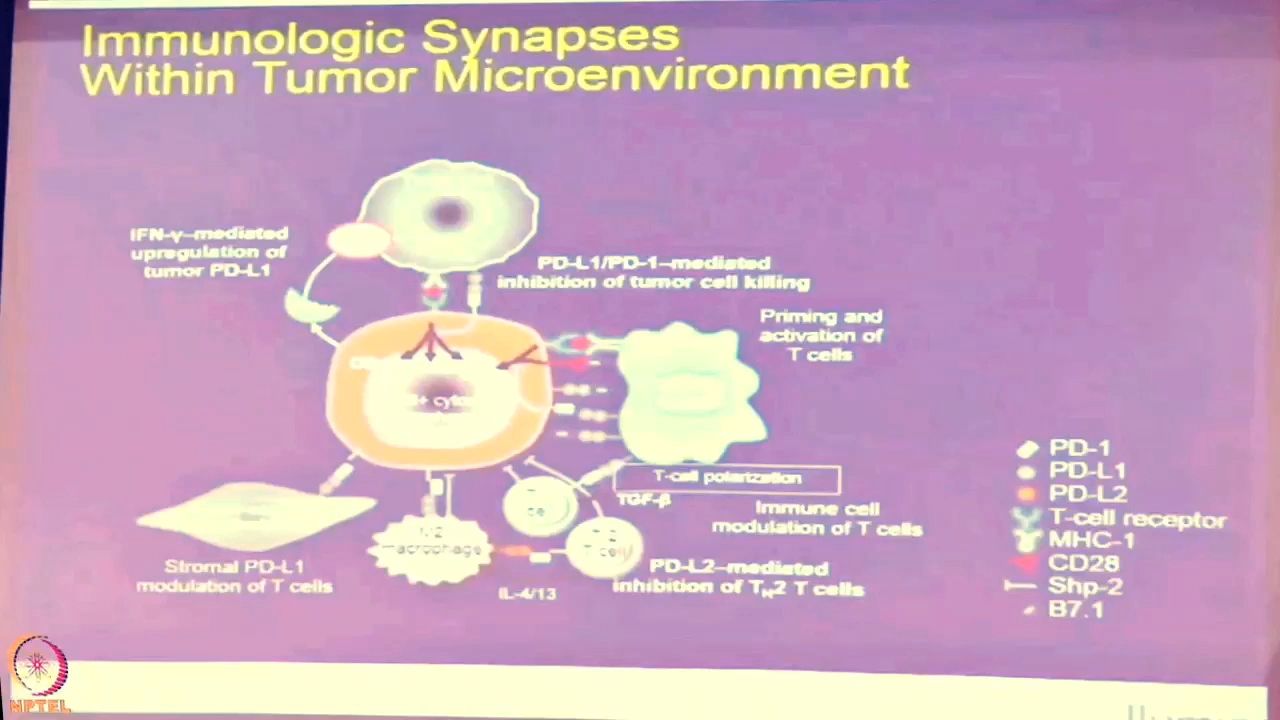 Immunologic Synapses
Within Tumor Microenvironment
IFN-γ–mediated
upregulation of
tumor PD-L1
PD-L1/PD-1–mediated
inhibition of tumor cell killing
Priming and
activation of
T cells
T-cell polarization
TGF-β
Immune cell
modulation of T cells
macrophage
Stromal PD-L1
modulation of T cells
IL-4/13
PD-L2–mediated
inhibition of TH2 T cells
PD-1
PD-L1
PD-L2
T-cell receptor
MHC-1
CD28
Shp-2
B7.1
NPTEL